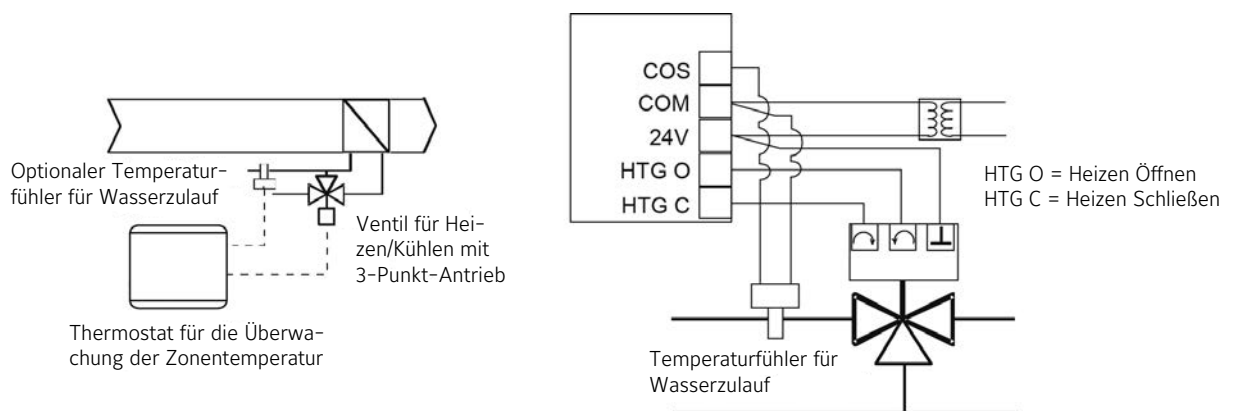 Optionaler Temperatur-
fühler für Wasserzulauf
Ventil für Hei-
zen/Kühlen mit
3-Punkt-Antrieb
Thermostat für die Überwa-
chung der Zonentemperatur
COS
COM
24V
HTG O
HTG C
HTG O = Heizen Öffnen
HTG C = Heizen Schließen
Temperaturfühler für
Wasserzulauf